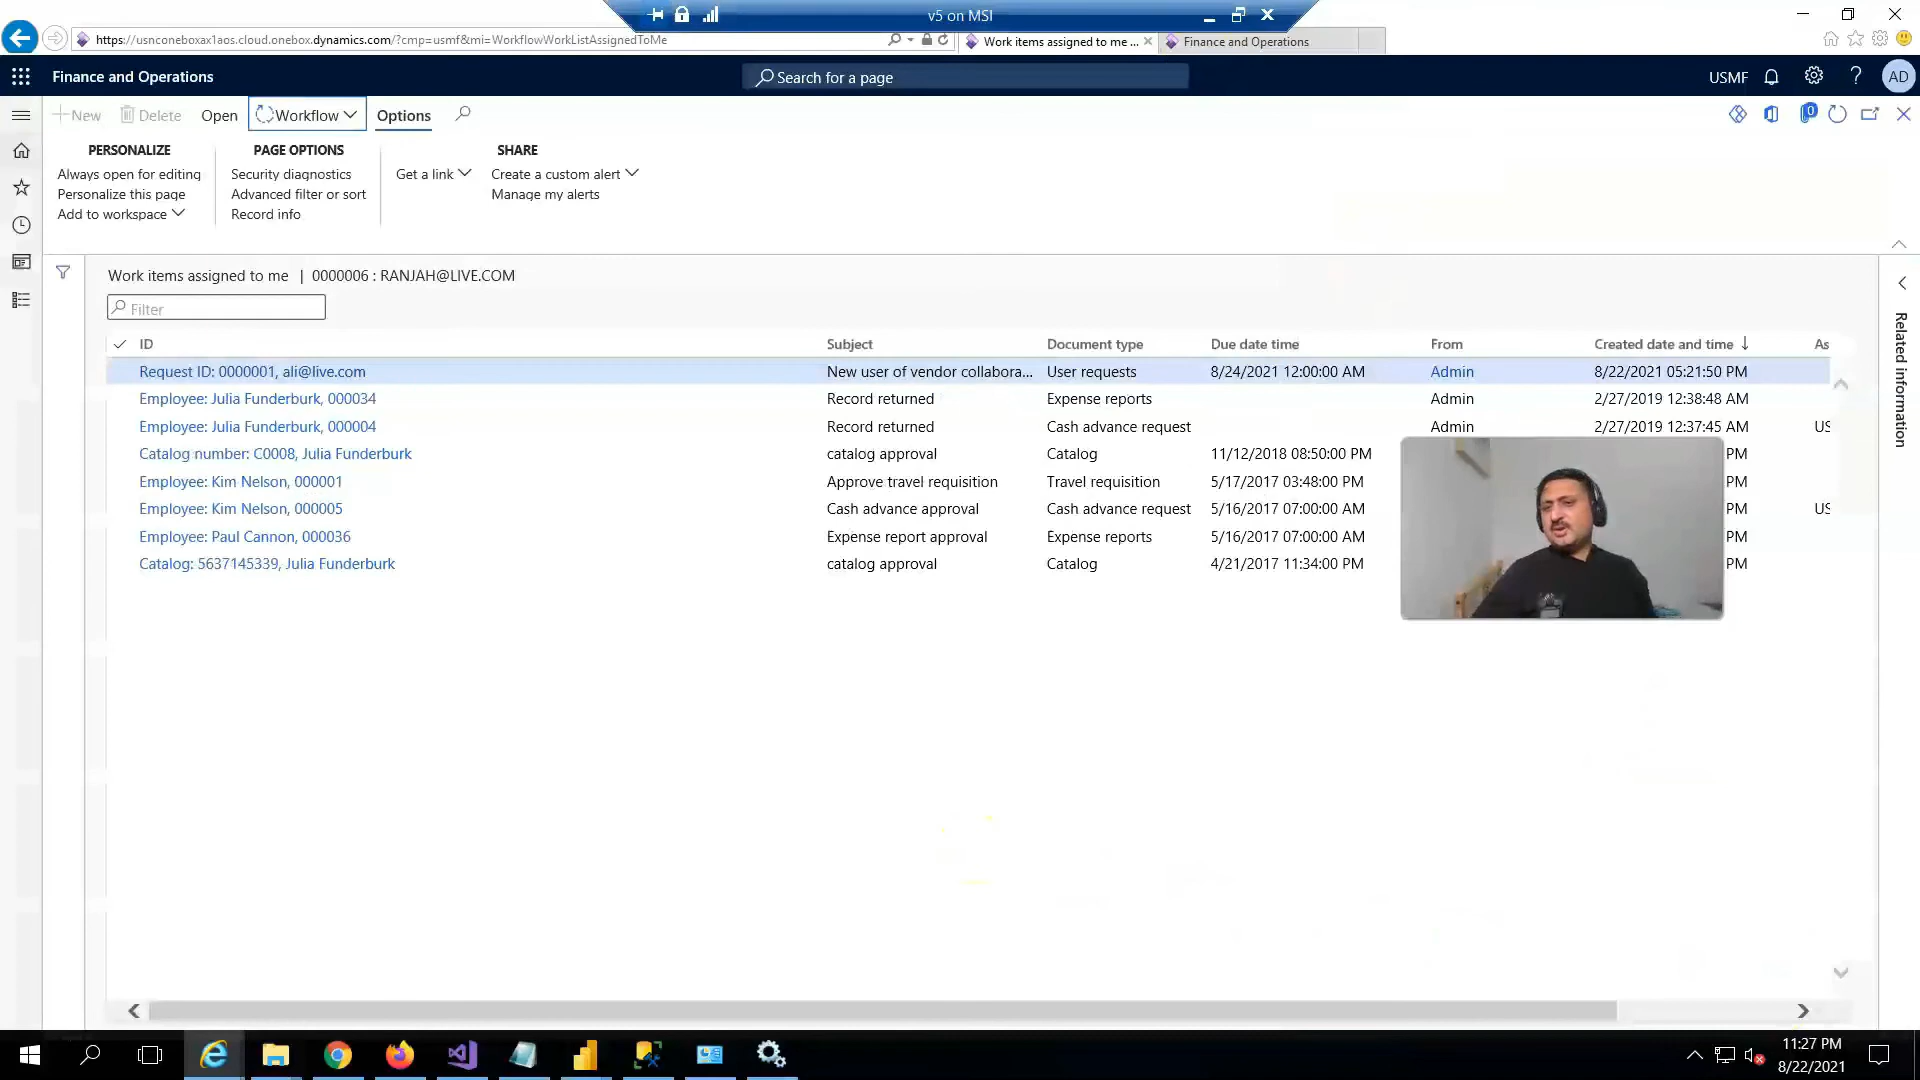 v5 on MSI
https://usnconeboxax1aos.cloud.onebox.dynamics.com/?cmp=usmf&mi=WorkflowWorkListAssignedToMe
Work items assigned to me ...
Finance and Operations
Finance and Operations
Search for a page
USMF
AD
New
Delete
Open
Workflow
Options
0
PERSONALIZE
Always open for editing
Personalize this page
Add to workspace
PAGE OPTIONS
Security diagnostics
Advanced filter or sort
Record info
Get a link
SHARE
Create a custom alert
Manage my alerts
Work items assigned to me | 0000006 : RANJAH@LIVE.COM
Filter
Related information
ID Subject Document type Due date time From Created date and time As
Request ID: 0000001, ali@live.com New user of vendor collabora... User requests 8/24/2021 12:00:00 AM Admin 8/22/2021 05:21:50 PM
Employee: Julia Funderburk, 000034 Record returned Expense reports Admin 2/27/2019 12:38:48 AM
Employee: Julia Funderburk, 000004 Record returned Cash advance request Admin 2/27/2019 12:37:45 AM US
Catalog number: C0008, Julia Funderburk catalog approval Catalog 11/12/2018 08:50:00 PM PM
Employee: Kim Nelson, 000001 Approve travel requisition Travel requisition 5/17/2017 03:48:00 PM PM
Employee: Kim Nelson, 000005 Cash advance approval Cash advance request 5/16/2017 07:00:00 AM PM US
Employee: Paul Cannon, 000036 Expense report approval Expense reports 5/16/2017 07:00:00 AM PM
Catalog: 5637145339, Julia Funderburk catalog approval Catalog 4/21/2017 11:34:00 PM PM
11:27 PM
8/22/2021